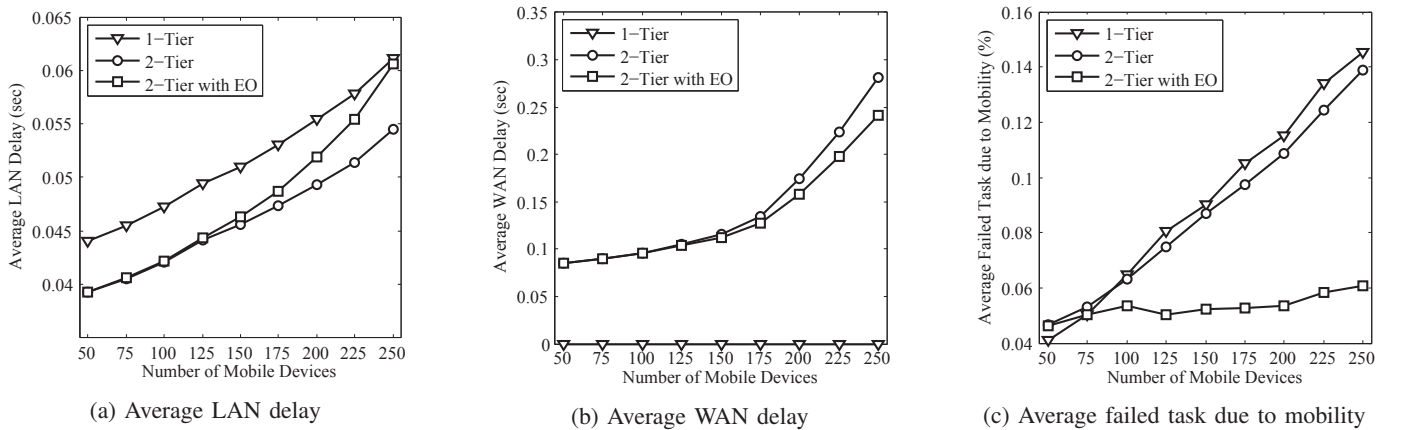 Average LAN Delay (sec)
0.065
0.06
0.055
0.05
0.045
0.04
1−Tier
2−Tier
2−Tier with EO
50 75 100 125 150 175 200 225 250
Number of Mobile Devices
(a) Average LAN delay
Average WAN Delay (sec)
0.35
0.3
0.25
0.2
0.15
0.1
0.05
0
1−Tier
2−Tier
2−Tier with EO
50 75 100 125 150 175 200 225 250
Number of Mobile Devices
(b) Average WAN delay
Average Failed Task due to Mobility (%)
0.16
0.14
0.12
0.1
0.08
0.06
0.04
1−Tier
2−Tier
2−Tier with EO
50 75 100 125 150 175 200 225 250
Number of Mobile Devices
(c) Average failed task due to mobility